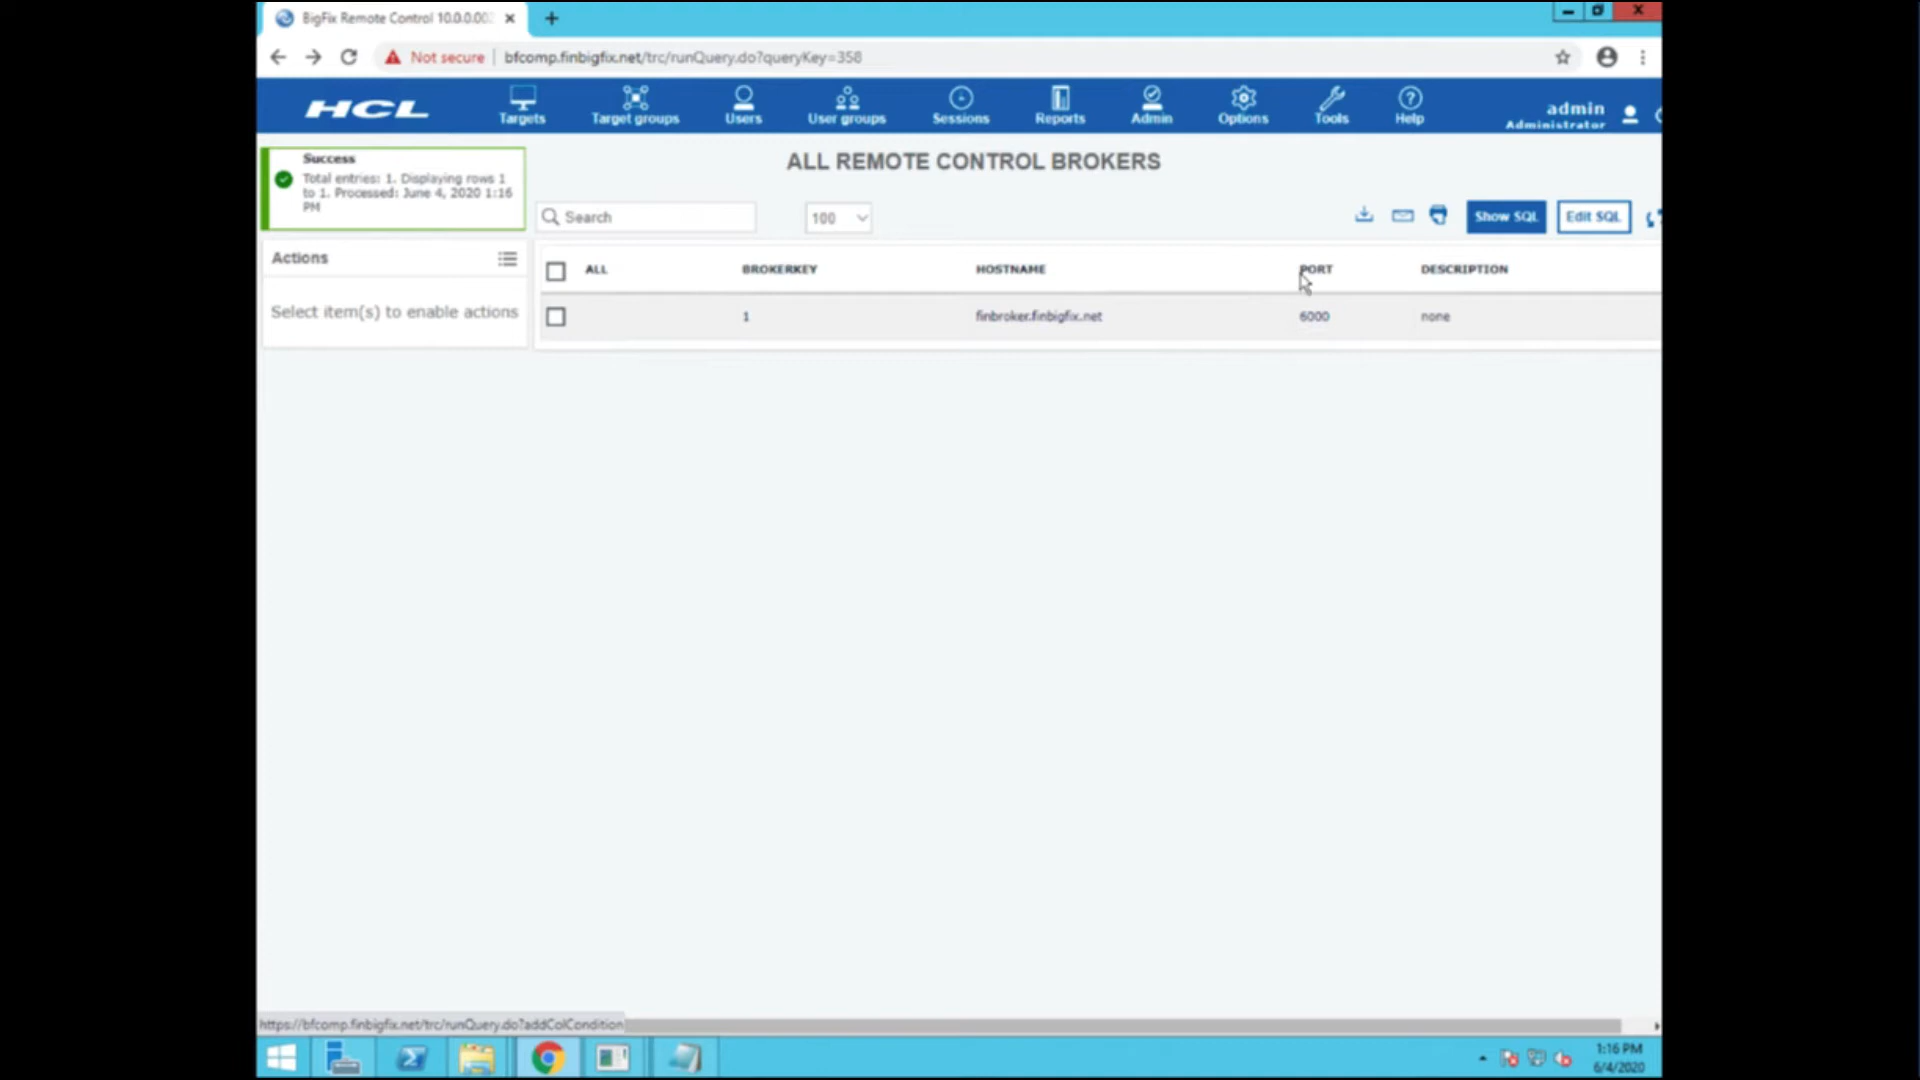 BigFix Remote Control 10.0.0.002
Not secure
bfcomp.finbigfix.net/trc/runQuery.do?queryKey=358
HCL
Targets
Target groups
Users
User groups
Sessions
Reports
Admin
Options
Tools
Help
admin
Administrator
Success
Total entries: 1. Displaying rows 1
to 1. Processed: June 4, 2020 1:16
PM
ALL REMOTE CONTROL BROKERS
Search
100
Show SQL
Edit SQL
Actions
Select item(s) to enable actions
ALL BROKERKEY HOSTNAME PORT DESCRIPTION
1 finbroker.finbigfix.net 6000 none
https://bfcomp.finbigfix.net/trc/runQuery.do?addColCondition
1:16 PM
6/4/2020